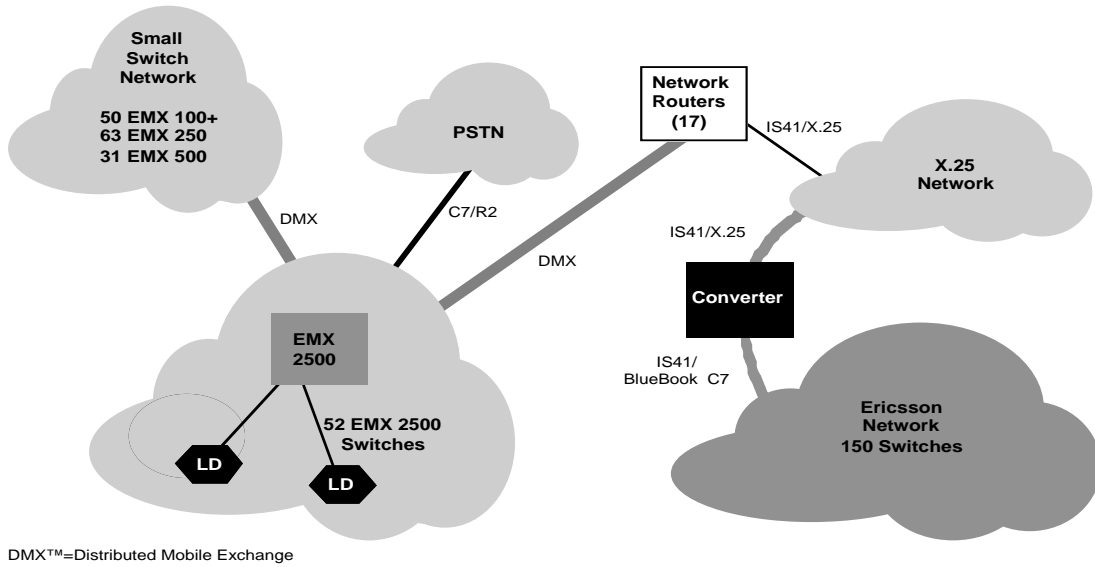 Small
Switch
Network
50 EMX 100+
63 EMX 250
31 EMX 500
PSTN
Network
Routers
(17)
IS41/X.25
X.25
Network
DMX
C7/R2
DMX
IS41/X.25
Converter
EMX
2500
IS41/
BlueBook C7
52 EMX 2500
Switches
LD
LD
Ericsson
Network
150 Switches
DMX™=Distributed Mobile Exchange